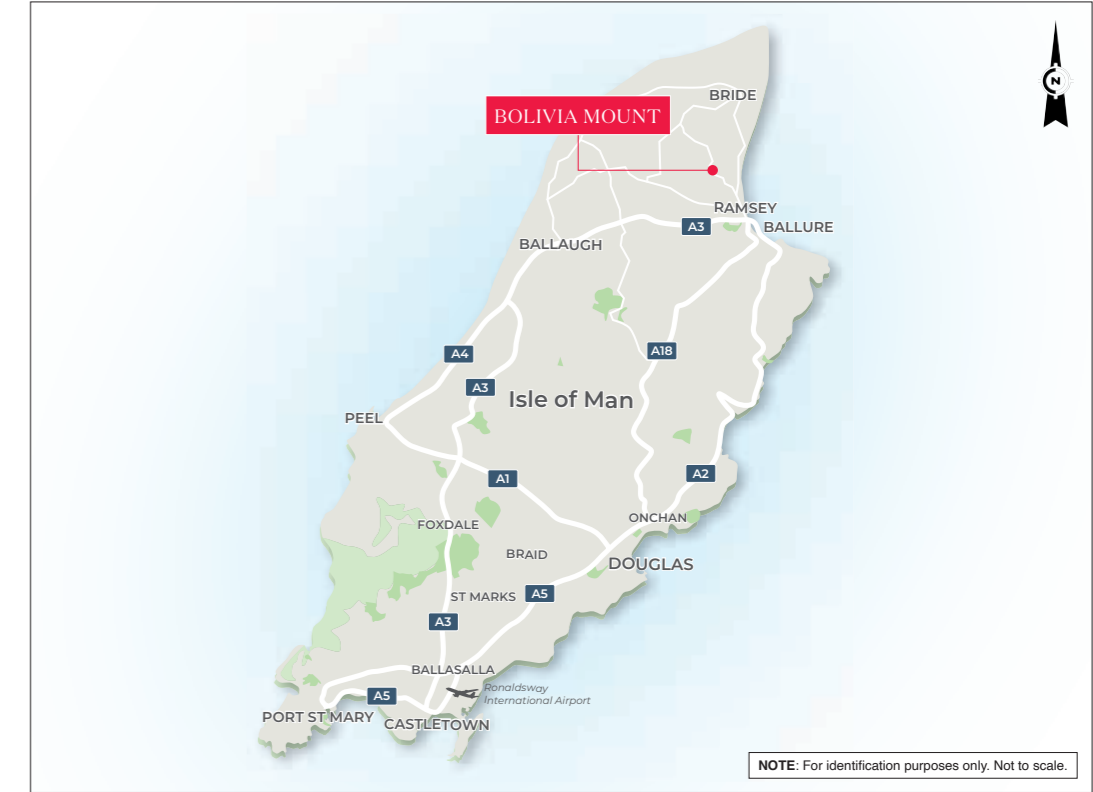 N
BRIDE
BOLIVIA MOUNT
RAMSEY
A3
BALLURE
BALLAUGH
A4
A18
A3
Isle of Man
PEEL
A1
A2
FOXDALE
ONCHAN
BRAID
DOUGLAS
ST MARKS
A5
A3
BALLASALLA
Ronaldsway
International Airport
A5
PORT ST MARY
CASTLETOWN
NOTE: For identification purposes only. Not to scale.